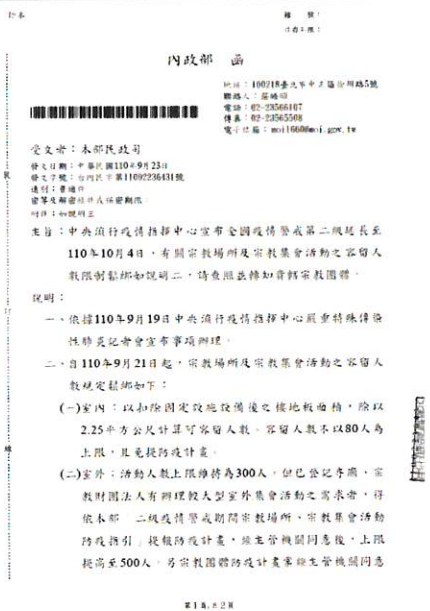 抄本
檔　號：
保存年限：
內政部　函
地址：100218臺北市中正區徐州路5號
聯絡人：
電話：02-23566107
傳真：02-23565508
電子信箱：moi1660@moi.gov.tw
受文者：本部民政司
發文日期：中華民國110年9月23日
發文字號：台內民字第11092236431號
速別：普通件
密等及解密條件或保密期限：
附件：如說明三
主旨：中央流行疫情指揮中心宣布全國疫情警戒第二級延長至
110年10月4日，有關宗教場所及宗教集會活動之容留人
數限制鬆綁如說明二，請查照並轉知貴轄宗教團體。
說明：
一、依據110年9月19日中央流行疫情指揮中心嚴重特殊傳染
性肺炎記者會宣布事項辦理。
二、自110年9月21日起，宗教場所及宗教集會活動之容留人
數規定鬆綁如下：
(一)室內：以扣除固定設施設備後之樓地板面積，除以
2.25平方公尺計算可容留人數。容留人數不以80人為
上限，且免提防疫計畫。
(二)室外：活動人數上限維持為300人，但已登記寺廟、宗
教財團法人有辦理較大型室外集會活動之需求者，得
依本部「二級疫情警戒期間宗教場所、宗教集會活動
防疫指引」提報防疫計畫，經主管機關同意後，上限
提高至500人。另宗教團體防疫計畫業經主管機關同意
裝
訂
線
第1頁，共2頁